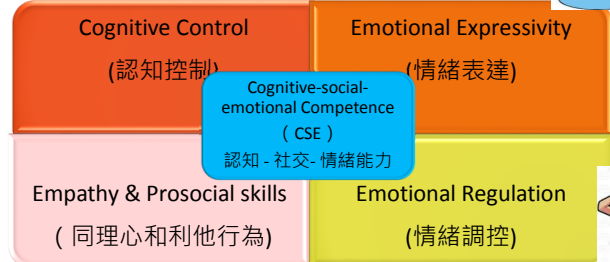 Cognitive Control
(認知控制)
Emotional Expressivity
(情緒表達)
Cognitive-social-
emotional Competence
( CSE )
認知 - 社交- 情緒能力
Empathy & Prosocial skills
( 同理心和利他行為)
Emotional Regulation
(情緒調控)